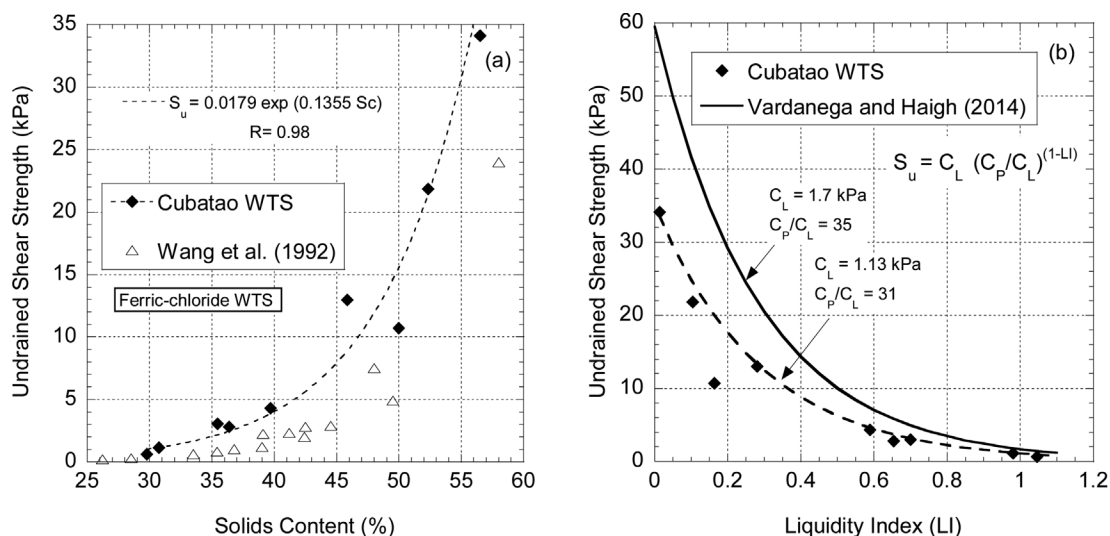 (a)
S_u = 0.0179 exp (0.1355 Sc)
R= 0.98
Cubatao WTS
Wang et al. (1992)
Ferric-chloride WTS
Undrained Shear Strength (kPa)
35
30
25
20
15
10
5
0
25 30 35 40 45 50 55 60
Solids Content (%)
(b)
Cubatao WTS
Vardanega and Haigh (2014)
S_u = C_L (C_P/C_L)^(1-LI)
C_L = 1.7 kPa
C_P/C_L = 35
C_L = 1.13 kPa
C_P/C_L = 31
Undrained Shear Strength (kPa)
60
50
40
30
20
10
0
0 0.2 0.4 0.6 0.8 1 1.2
Liquidity Index (LI)